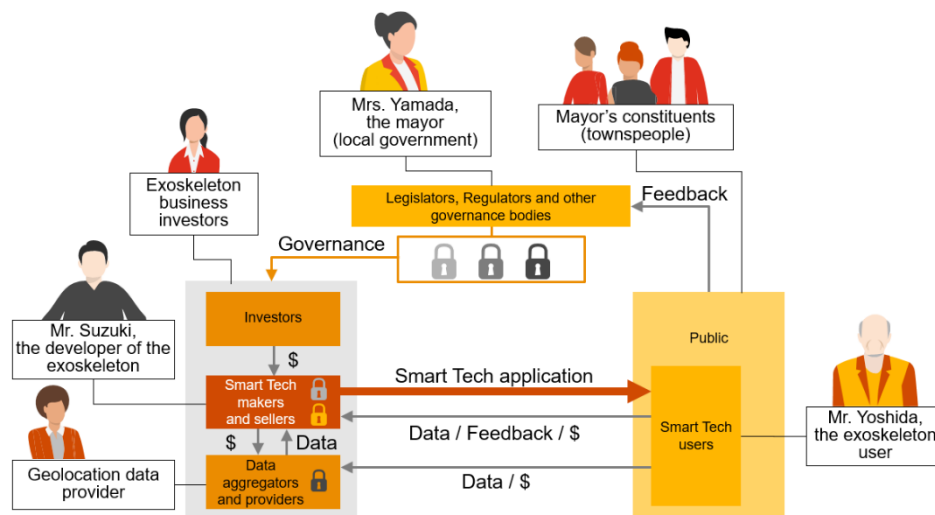 Mrs. Yamada,
the mayor
(local government)
Mayor's constituents
(townspeople)
Exoskeleton
business
investors
Legislators, Regulators and other
governance bodies
Feedback
Governance
Mr. Suzuki,
the developer of the
exoskeleton
Investors
$
Public
Smart Tech
makers
and sellers
Smart Tech application
Data / Feedback / $
Smart Tech
users
Mr. Yoshida,
the exoskeleton
user
$
Data
Geolocation data
provider
Data
aggregators
and providers
Data / $